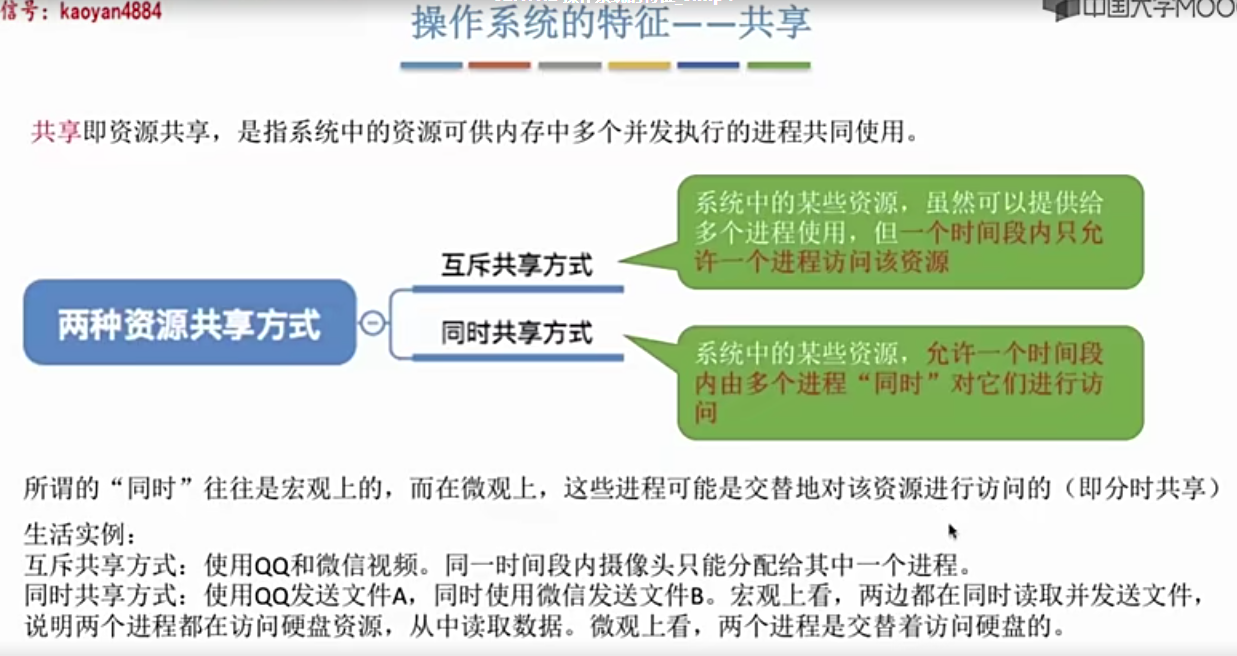 信号：kaoyan4884
中国大学MOO
操作系统的特征——共享
共享即资源共享，是指系统中的资源可供内存中多个并发执行的进程共同使用。
系统中的某些资源，虽然可以提供给
多个进程使用，但一个时间段内只允
许一个进程访问该资源
互斥共享方式
两种资源共享方式
同时共享方式
系统中的某些资源，允许一个时间段
内由多个进程“同时”对它们进行访
问
所谓的“同时”往往是宏观上的，而在微观上，这些进程可能是交替地对该资源进行访问的（即分时共享）
生活实例：
互斥共享方式：使用QQ和微信视频。同一时间段内摄像头只能分配给其中一个进程。
同时共享方式：使用QQ发送文件A，同时使用微信发送文件B。宏观上看，两边都在同时读取并发送文件，
说明两个进程都在访问硬盘资源，从中读取数据。微观上看，两个进程是交替着访问硬盘的。